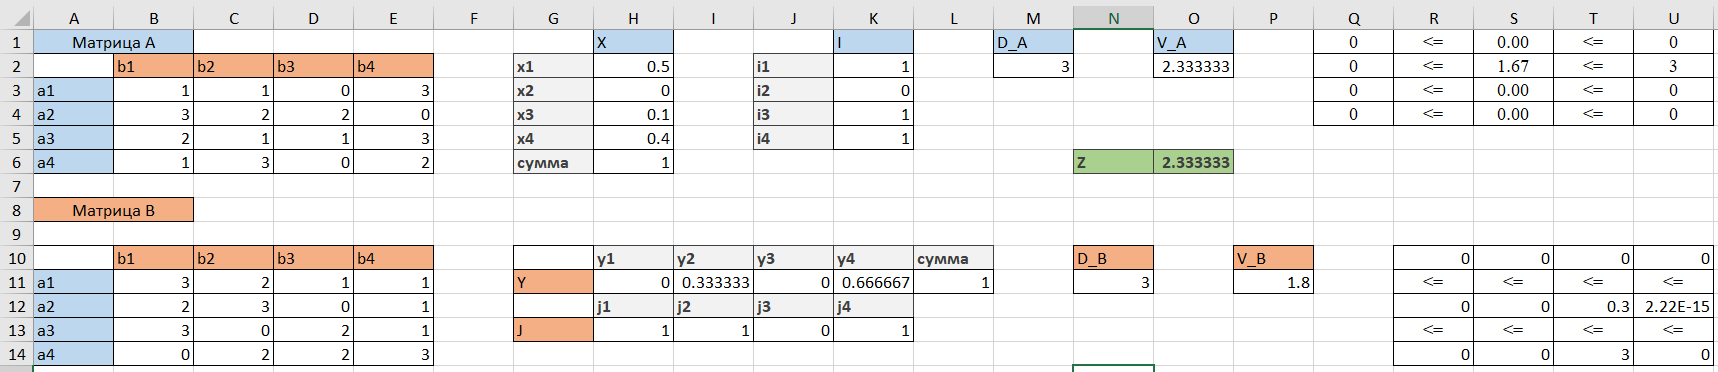 A B C D E F G H I J K L M N O P Q R S T U
1 Матрица А X I D_A V_A 0 <= 0.00 <= 0
2 b1 b2 b3 b4 x1 0.5 i1 1 3 2.333333 0 <= 1.67 <= 3
3 a1 1 1 0 3 x2 0 i2 0 0 <= 0.00 <= 0
4 a2 3 2 2 0 x3 0.1 i3 1 0 <= 0.00 <= 0
5 a3 2 1 1 3 x4 0.4 i4 1
6 a4 1 3 0 2 сумма 1 Z 2.333333
7
8 Матрица В
9
10 b1 b2 b3 b4 y1 y2 y3 y4 сумма D_B V_B 0 0 0 0
11 a1 3 2 1 1 Y 0 0.333333 0 0.666667 1 3 1.8 <= <= <= <=
12 a2 2 3 0 1 j1 j2 j3 j4 0 0 0.3 2.22E-15
13 a3 3 0 2 1 J 1 1 0 1 <= <= <= <=
14 a4 0 2 2 3 0 0 3 0